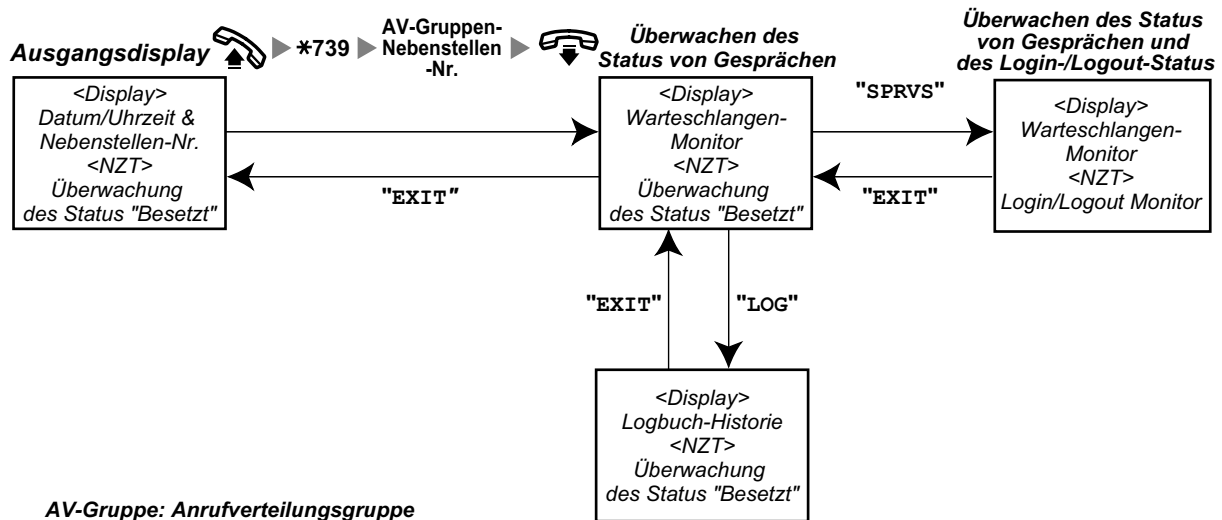 Ausgangsdisplay
*739
AV-Gruppen-
Nebenstellen
-Nr.
Überwachen des
Status von Gesprächen
Überwachen des Status
von Gesprächen und
des Login-/Logout-Status
<Display>
Datum/Uhrzeit &
Nebenstellen-Nr.
<NZT>
Überwachung
des Status "Besetzt"
"EXIT"
<Display>
Warteschlangen-
Monitor
<NZT>
Überwachung
des Status "Besetzt"
"SPRVS"
"EXIT"
<Display>
Warteschlangen-
Monitor
<NZT>
Login/Logout Monitor
"EXIT"
"LOG"
<Display>
Logbuch-Historie
<NZT>
Überwachung
des Status "Besetzt"
AV-Gruppe: Anrufverteilungsgruppe